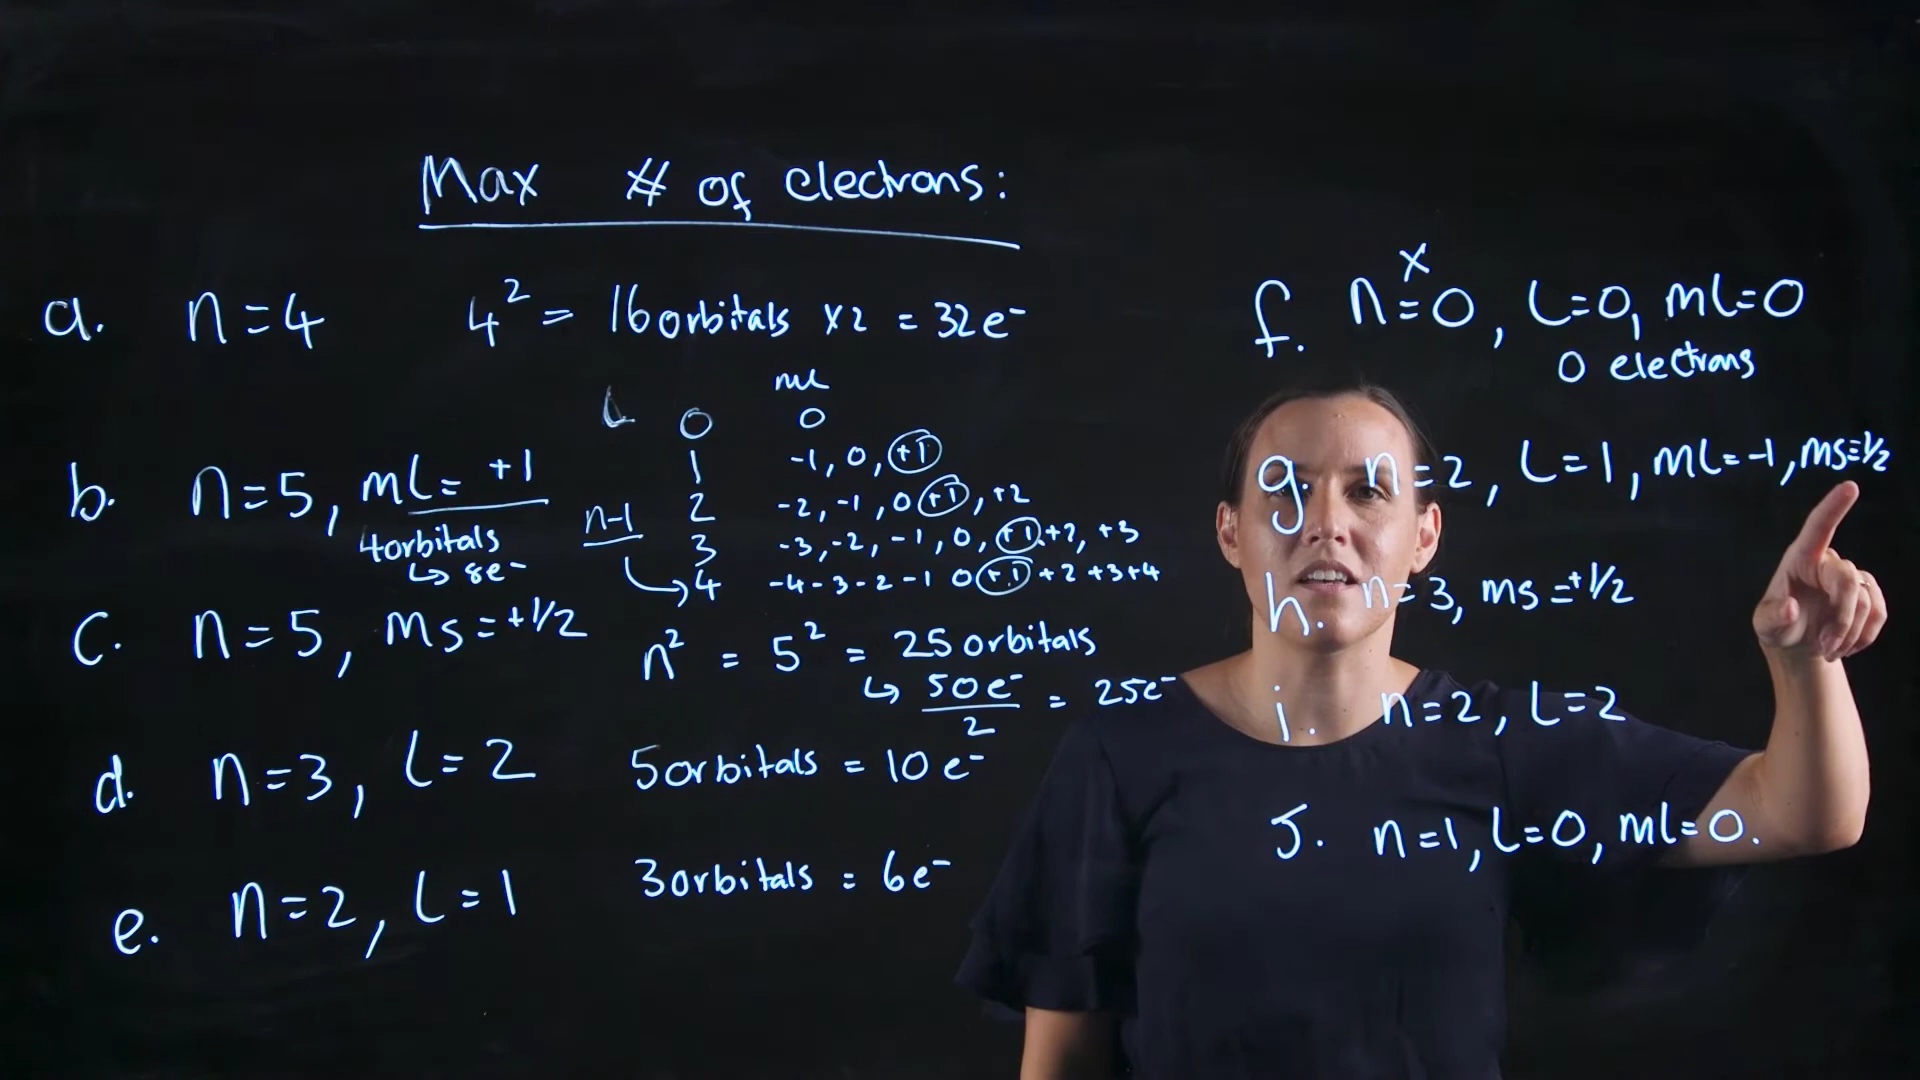 Max # of electrons:
a. n=4 4² = 16 orbitals x2 = 32e⁻
ml
L 0 0
1 -1, 0, +1
b. n=5, ml= +1
2 -2, -1, 0 +1, +2
n-1
4 orbitals
3 -3, -2, -1, 0, +1, +2, +3
↳ 8e⁻
4 -4 -3 -2 -1 0 +1 +2 +3 +4
c. n=5, ms=+1/2
n² = 5² = 25 orbitals
↳ 50e⁻/2 = 25e⁻
d. n=3, l=2 5 orbitals = 10e⁻
e. n=2, l=1 3 orbitals = 6e⁻
x
f. n=0, l=0, ml=0
0 electrons
g. n=2, l=1, ml=-1, ms=1/2
h. n=3, ms=+1/2
i. n=2, l=2
J. n=1, l=0, ml=0.